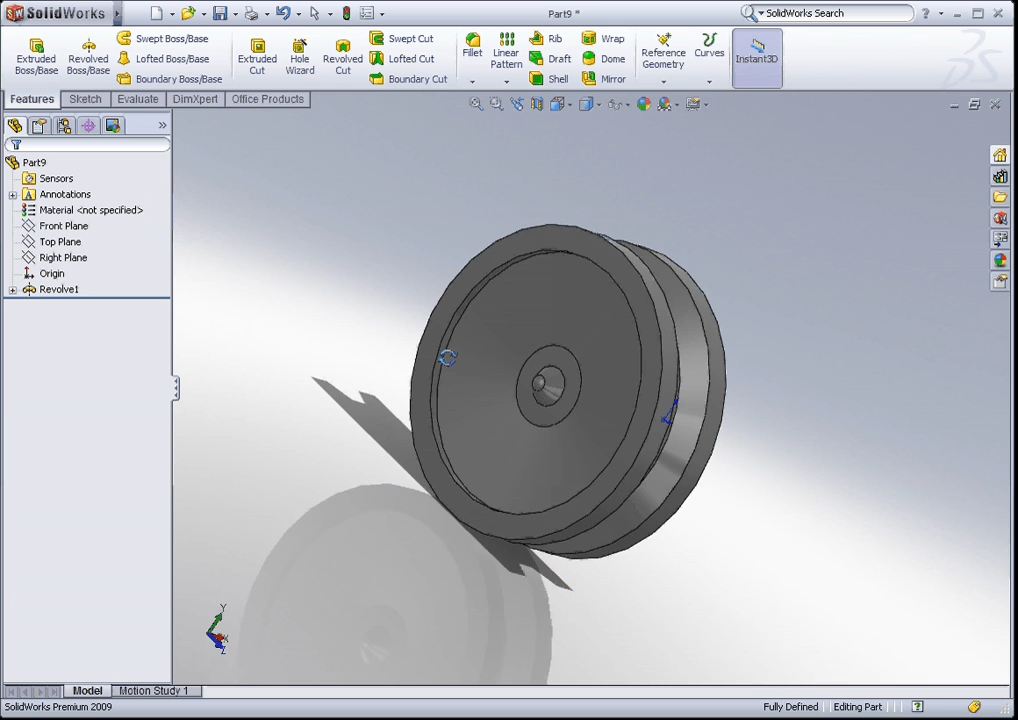 SolidWorks
Part9 *
SolidWorks Search
Extruded Boss/Base
Revolved Boss/Base
Swept Boss/Base
Lofted Boss/Base
Boundary Boss/Base
Extruded Cut
Hole Wizard
Revolved Cut
Swept Cut
Lofted Cut
Boundary Cut
Fillet
Linear Pattern
Rib
Draft
Shell
Wrap
Dome
Mirror
Reference Geometry
Curves
Instant3D
Features
Sketch
Evaluate
DimXpert
Office Products
Part9
Sensors
Annotations
Material <not specified>
Front Plane
Top Plane
Right Plane
Origin
Revolve1
Y
X
Z
Model
Motion Study 1
SolidWorks Premium 2009
Fully Defined
Editing Part